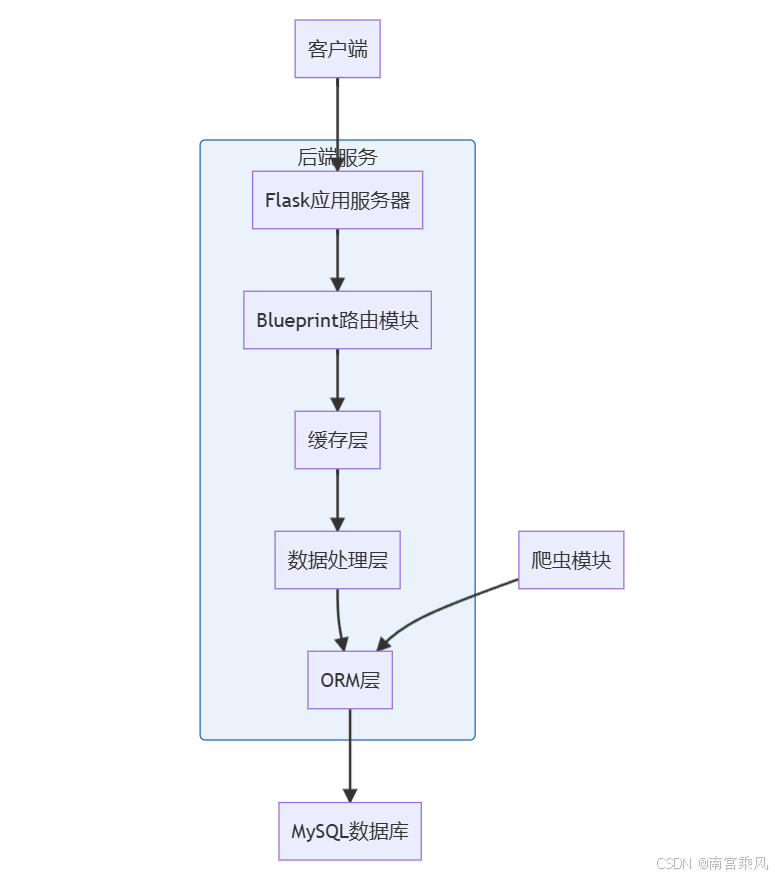 客户端
后端服务
Flask应用服务器
Blueprint路由模块
缓存层
数据处理层
爬虫模块
ORM层
MySQL数据库
CSDN @南宫乘风